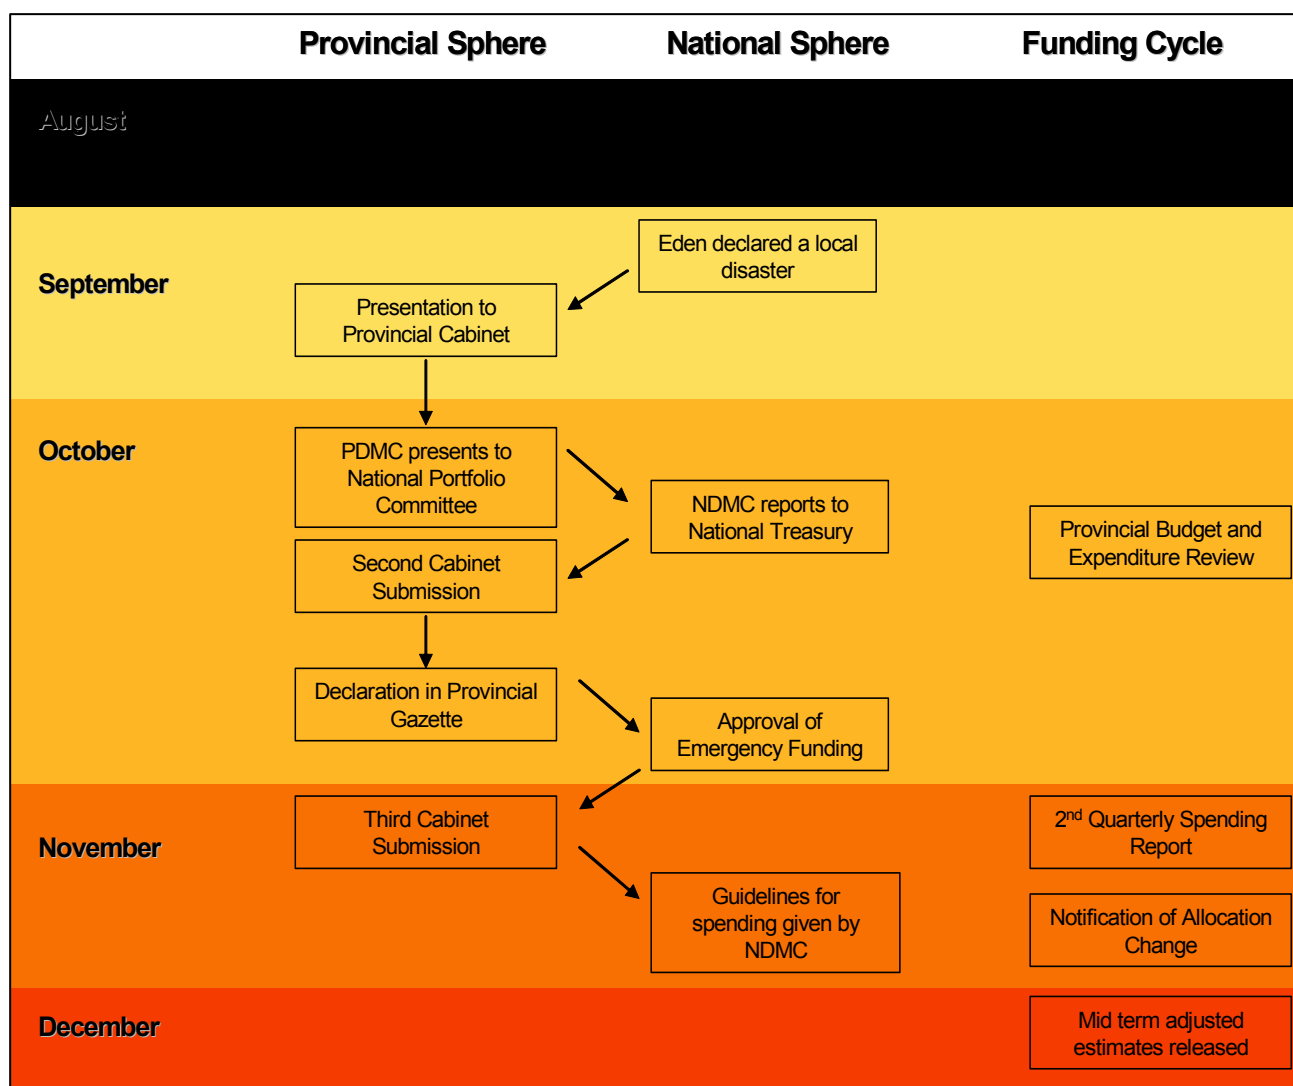 Provincial Sphere
National Sphere
Funding Cycle
August
September
Eden declared a local
disaster
Presentation to
Provincial Cabinet
October
PDMC presents to
National Portfolio
Committee
NDMC reports to
National Treasury
Provincial Budget and
Expenditure Review
Second Cabinet
Submission
Declaration in Provincial
Gazette
Approval of
Emergency Funding
November
Third Cabinet
Submission
2nd Quarterly Spending
Report
Guidelines for
spending given by
NDMC
Notification of Allocation
Change
December
Mid term adjusted
estimates released